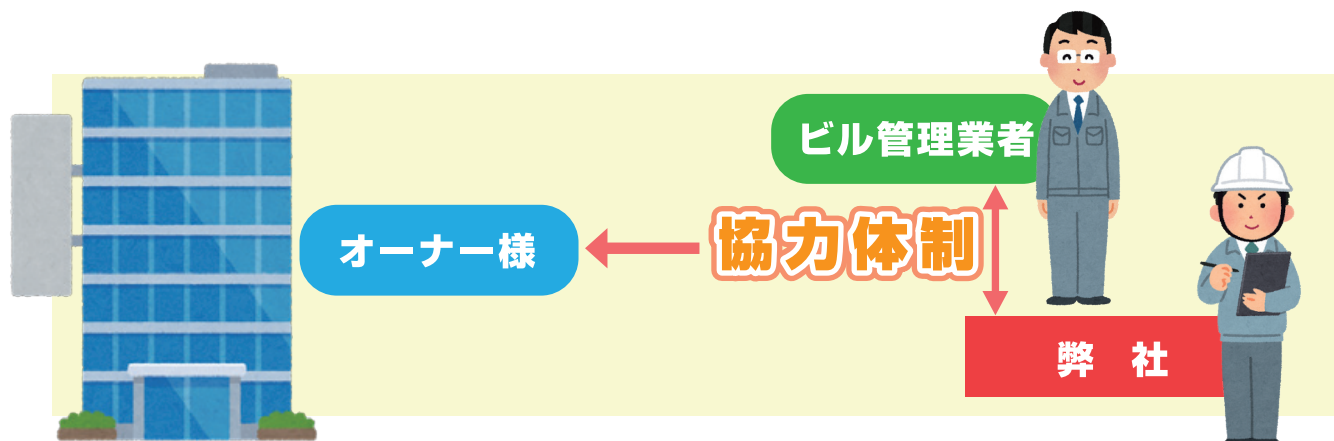 ビル管理業者
オーナー様
協力体制
弊　社